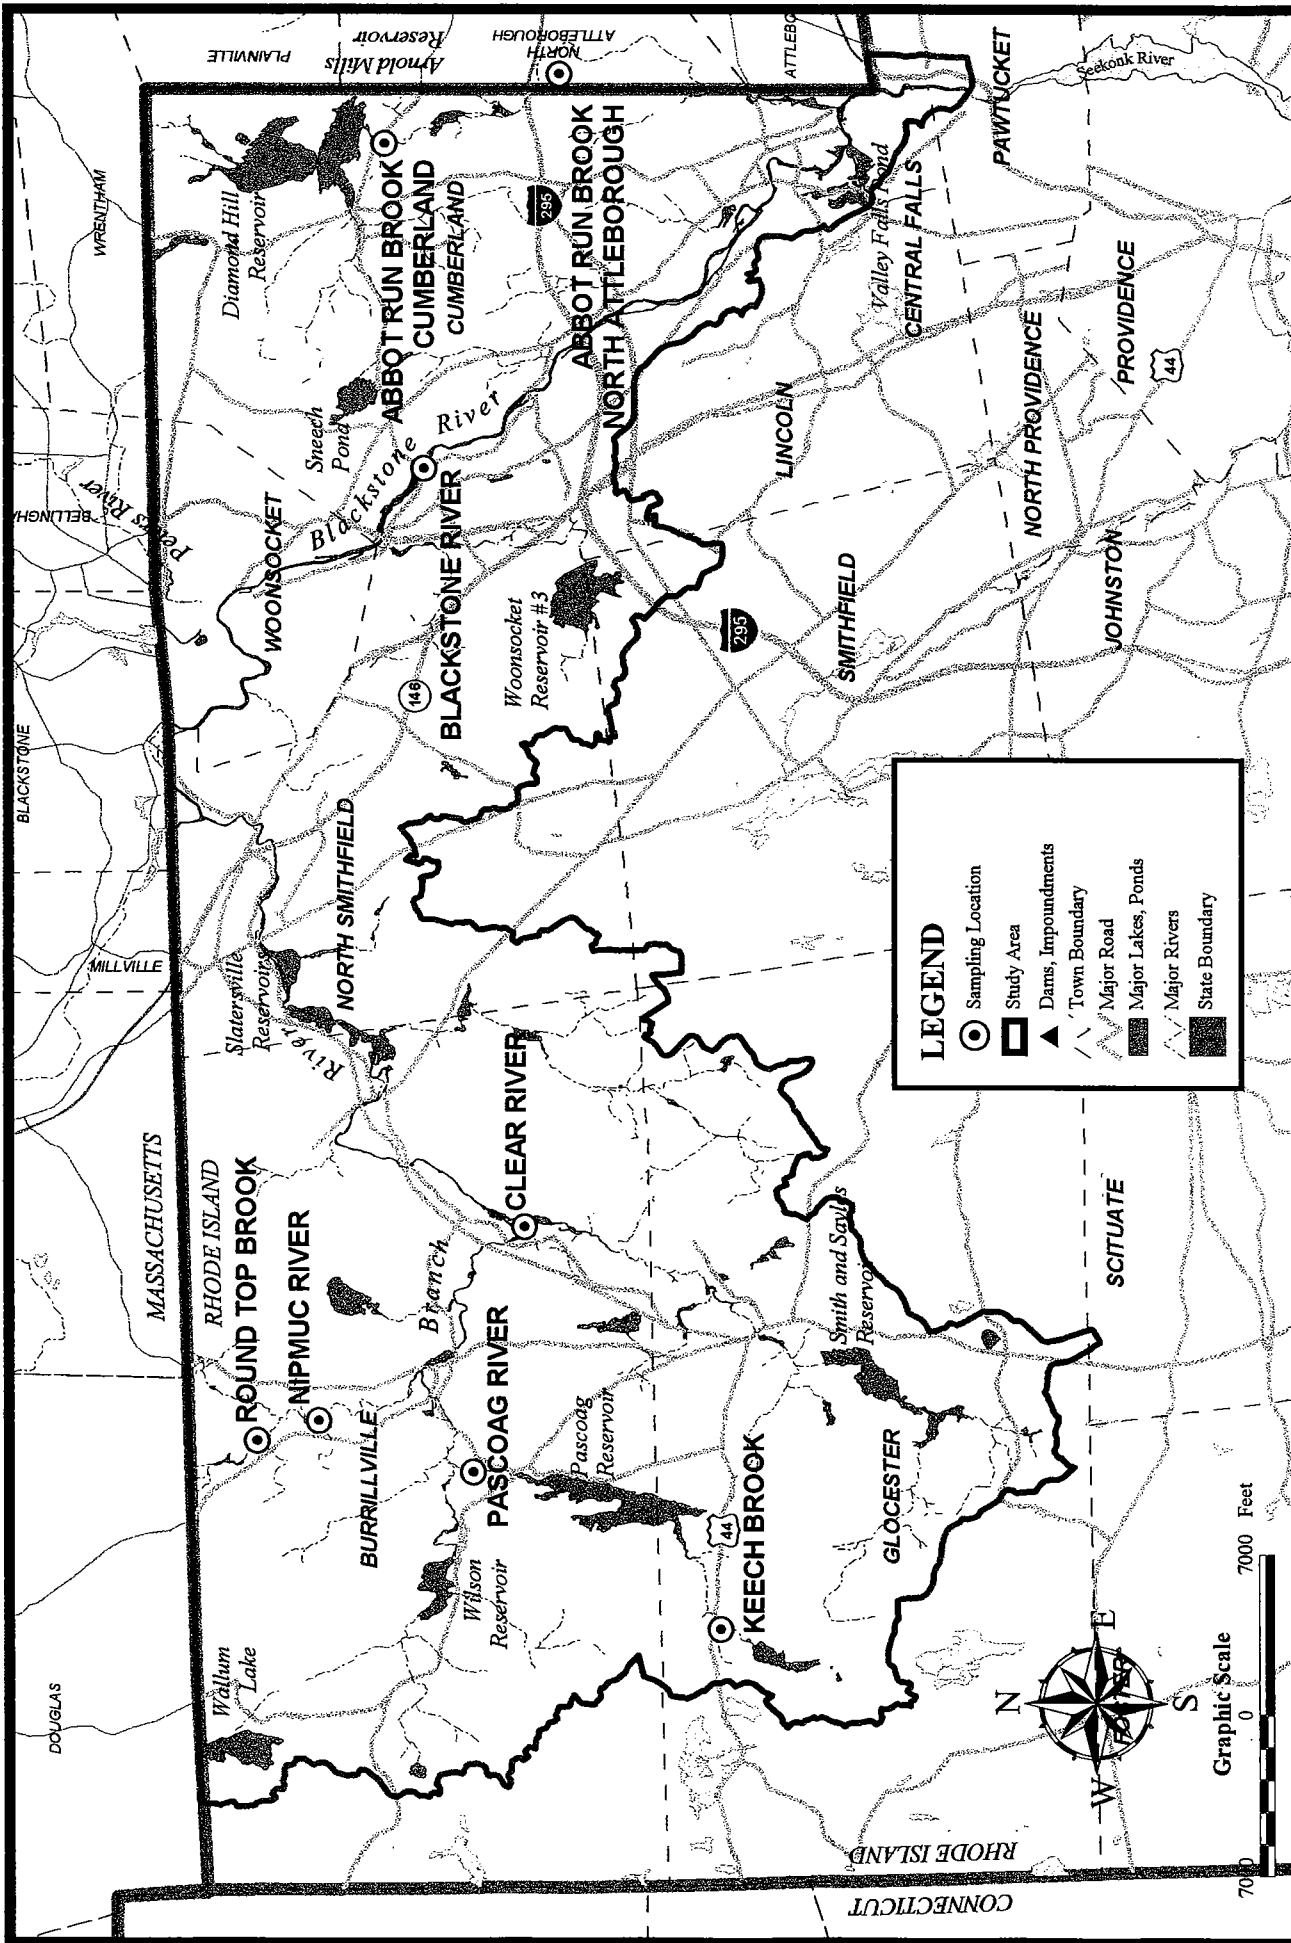 DOUGLAS
MASSACHUSETTS
MILLVILLE
BLACKSTONE
BELLINGH
WRENTHAM
PLAINVILLE
Arnold Mills
Reservoir
NORTH
ATTLEBOROUGH
ATTLEBO
RHODE ISLAND
Wallum
Lake
ROUND TOP BROOK
NIPMUC RIVER
BURRILLVILLE
Wilson
Reservoir
PASCOAG RIVER
Pascoag
Reservoir
Branch
River
CLEAR RIVER
Slatersville
Reservoirs
NORTH SMITHFIELD
146
BLACKSTONE RIVER
WOONSOCKET
Peters River
Blackstone River
Woonsocket
Reservoir #3
Sneech
Pond
Diamond Hill
Reservoir
ABBOT RUN BROOK
CUMBERLAND
CUMBERLAND
295
ABBOT RUN BROOK
NORTH ATTLEBOROUGH
KEECH BROOK
44
GLOCESTER
Smith and Sayles
Reservoir
SCITUATE
295
SMITHFIELD
LINCOLN
Valley Falls Pond
CENTRAL FALLS
PAWTUCKET
Seekonk River
JOHNSTON
NORTH PROVIDENCE
PROVIDENCE
44
CONNECTICUT
RHODE ISLAND
N
W
E
S
FOSTER
Graphic Scale
7000 0 7000 Feet
LEGEND
Sampling Location
Study Area
Dams, Impoundments
Town Boundary
Major Road
Major Lakes, Ponds
Major Rivers
State Boundary